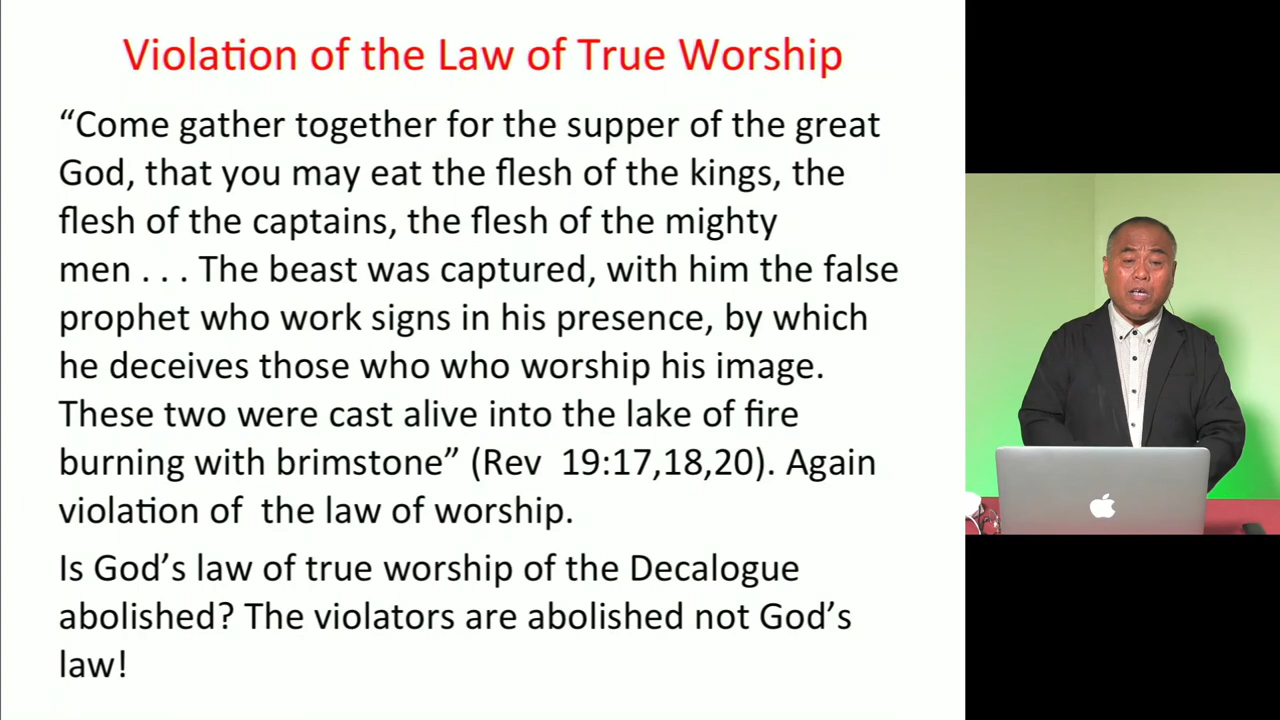 Violation of the Law of True Worship
“Come gather together for the supper of the great
God, that you may eat the flesh of the kings, the
flesh of the captains, the flesh of the mighty
men . . . The beast was captured, with him the false
prophet who work signs in his presence, by which
he deceives those who who worship his image.
These two were cast alive into the lake of fire
burning with brimstone” (Rev  19:17,18,20). Again
violation of  the law of worship.
Is God’s law of true worship of the Decalogue
abolished? The violators are abolished not God’s
law!